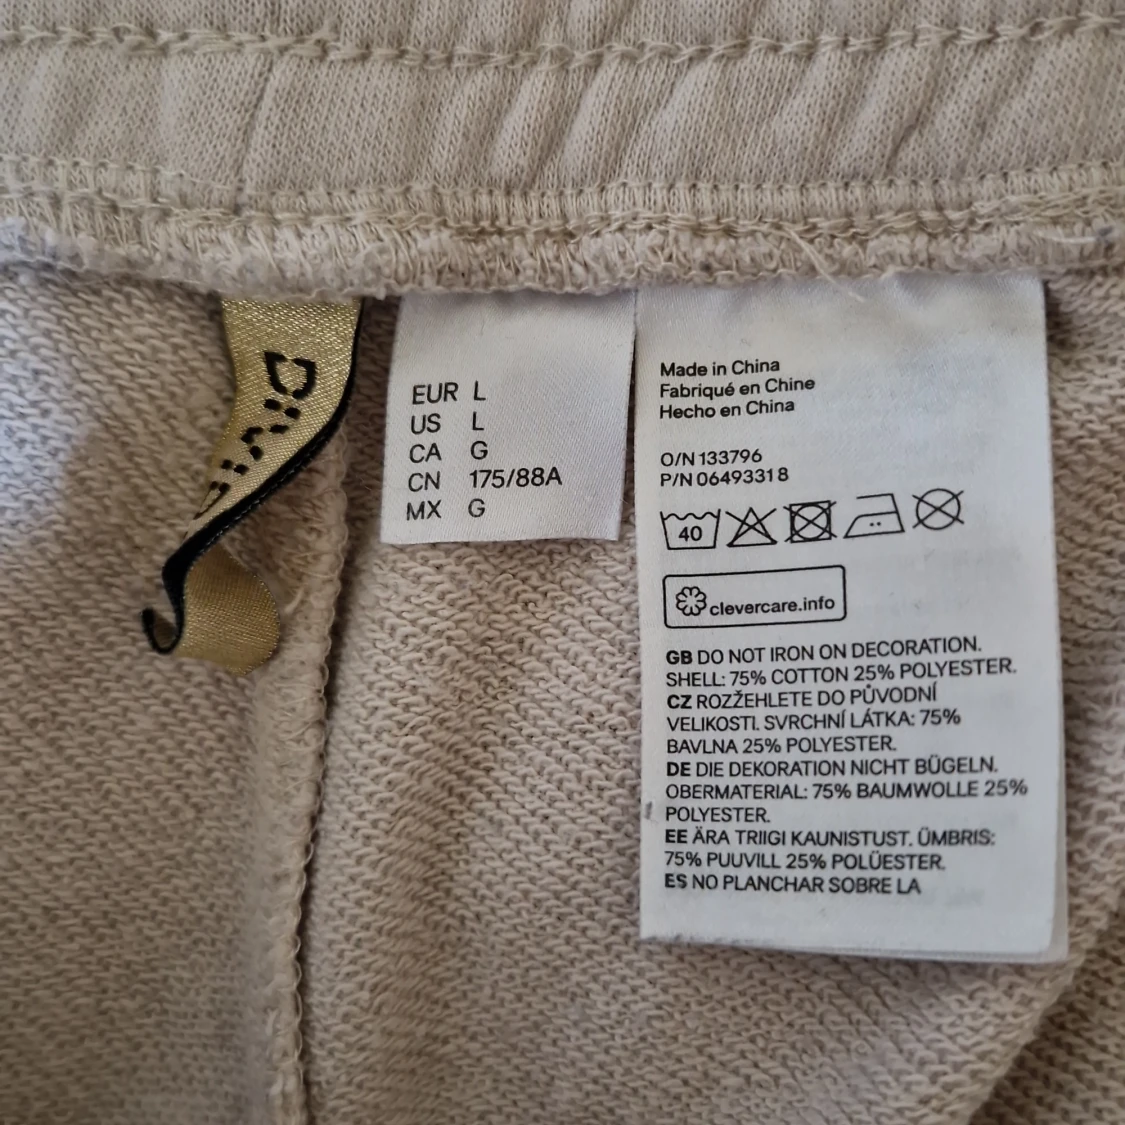 Divid
EUR L
US L
CA G
CN 175/88A
MX G
Made in China
Fabriqué en Chine
Hecho en China
O/N 133796
P/N 06493318
40
clevercare.info
GB DO NOT IRON ON DECORATION.
SHELL: 75% COTTON 25% POLYESTER.
CZ ROZŽEHLETE DO PŮVODNÍ
VELIKOSTI. SVRCHNÍ LÁTKA: 75%
BAVLNA 25% POLYESTER.
DE DIE DEKORATION NICHT BÜGELN.
OBERMATERIAL: 75% BAUMWOLLE 25%
POLYESTER.
EE ÄRA TRIIGI KAUNISTUST. ÜMBRIS:
75% PUUVILL 25% POLÜESTER.
ES NO PLANCHAR SOBRE LA